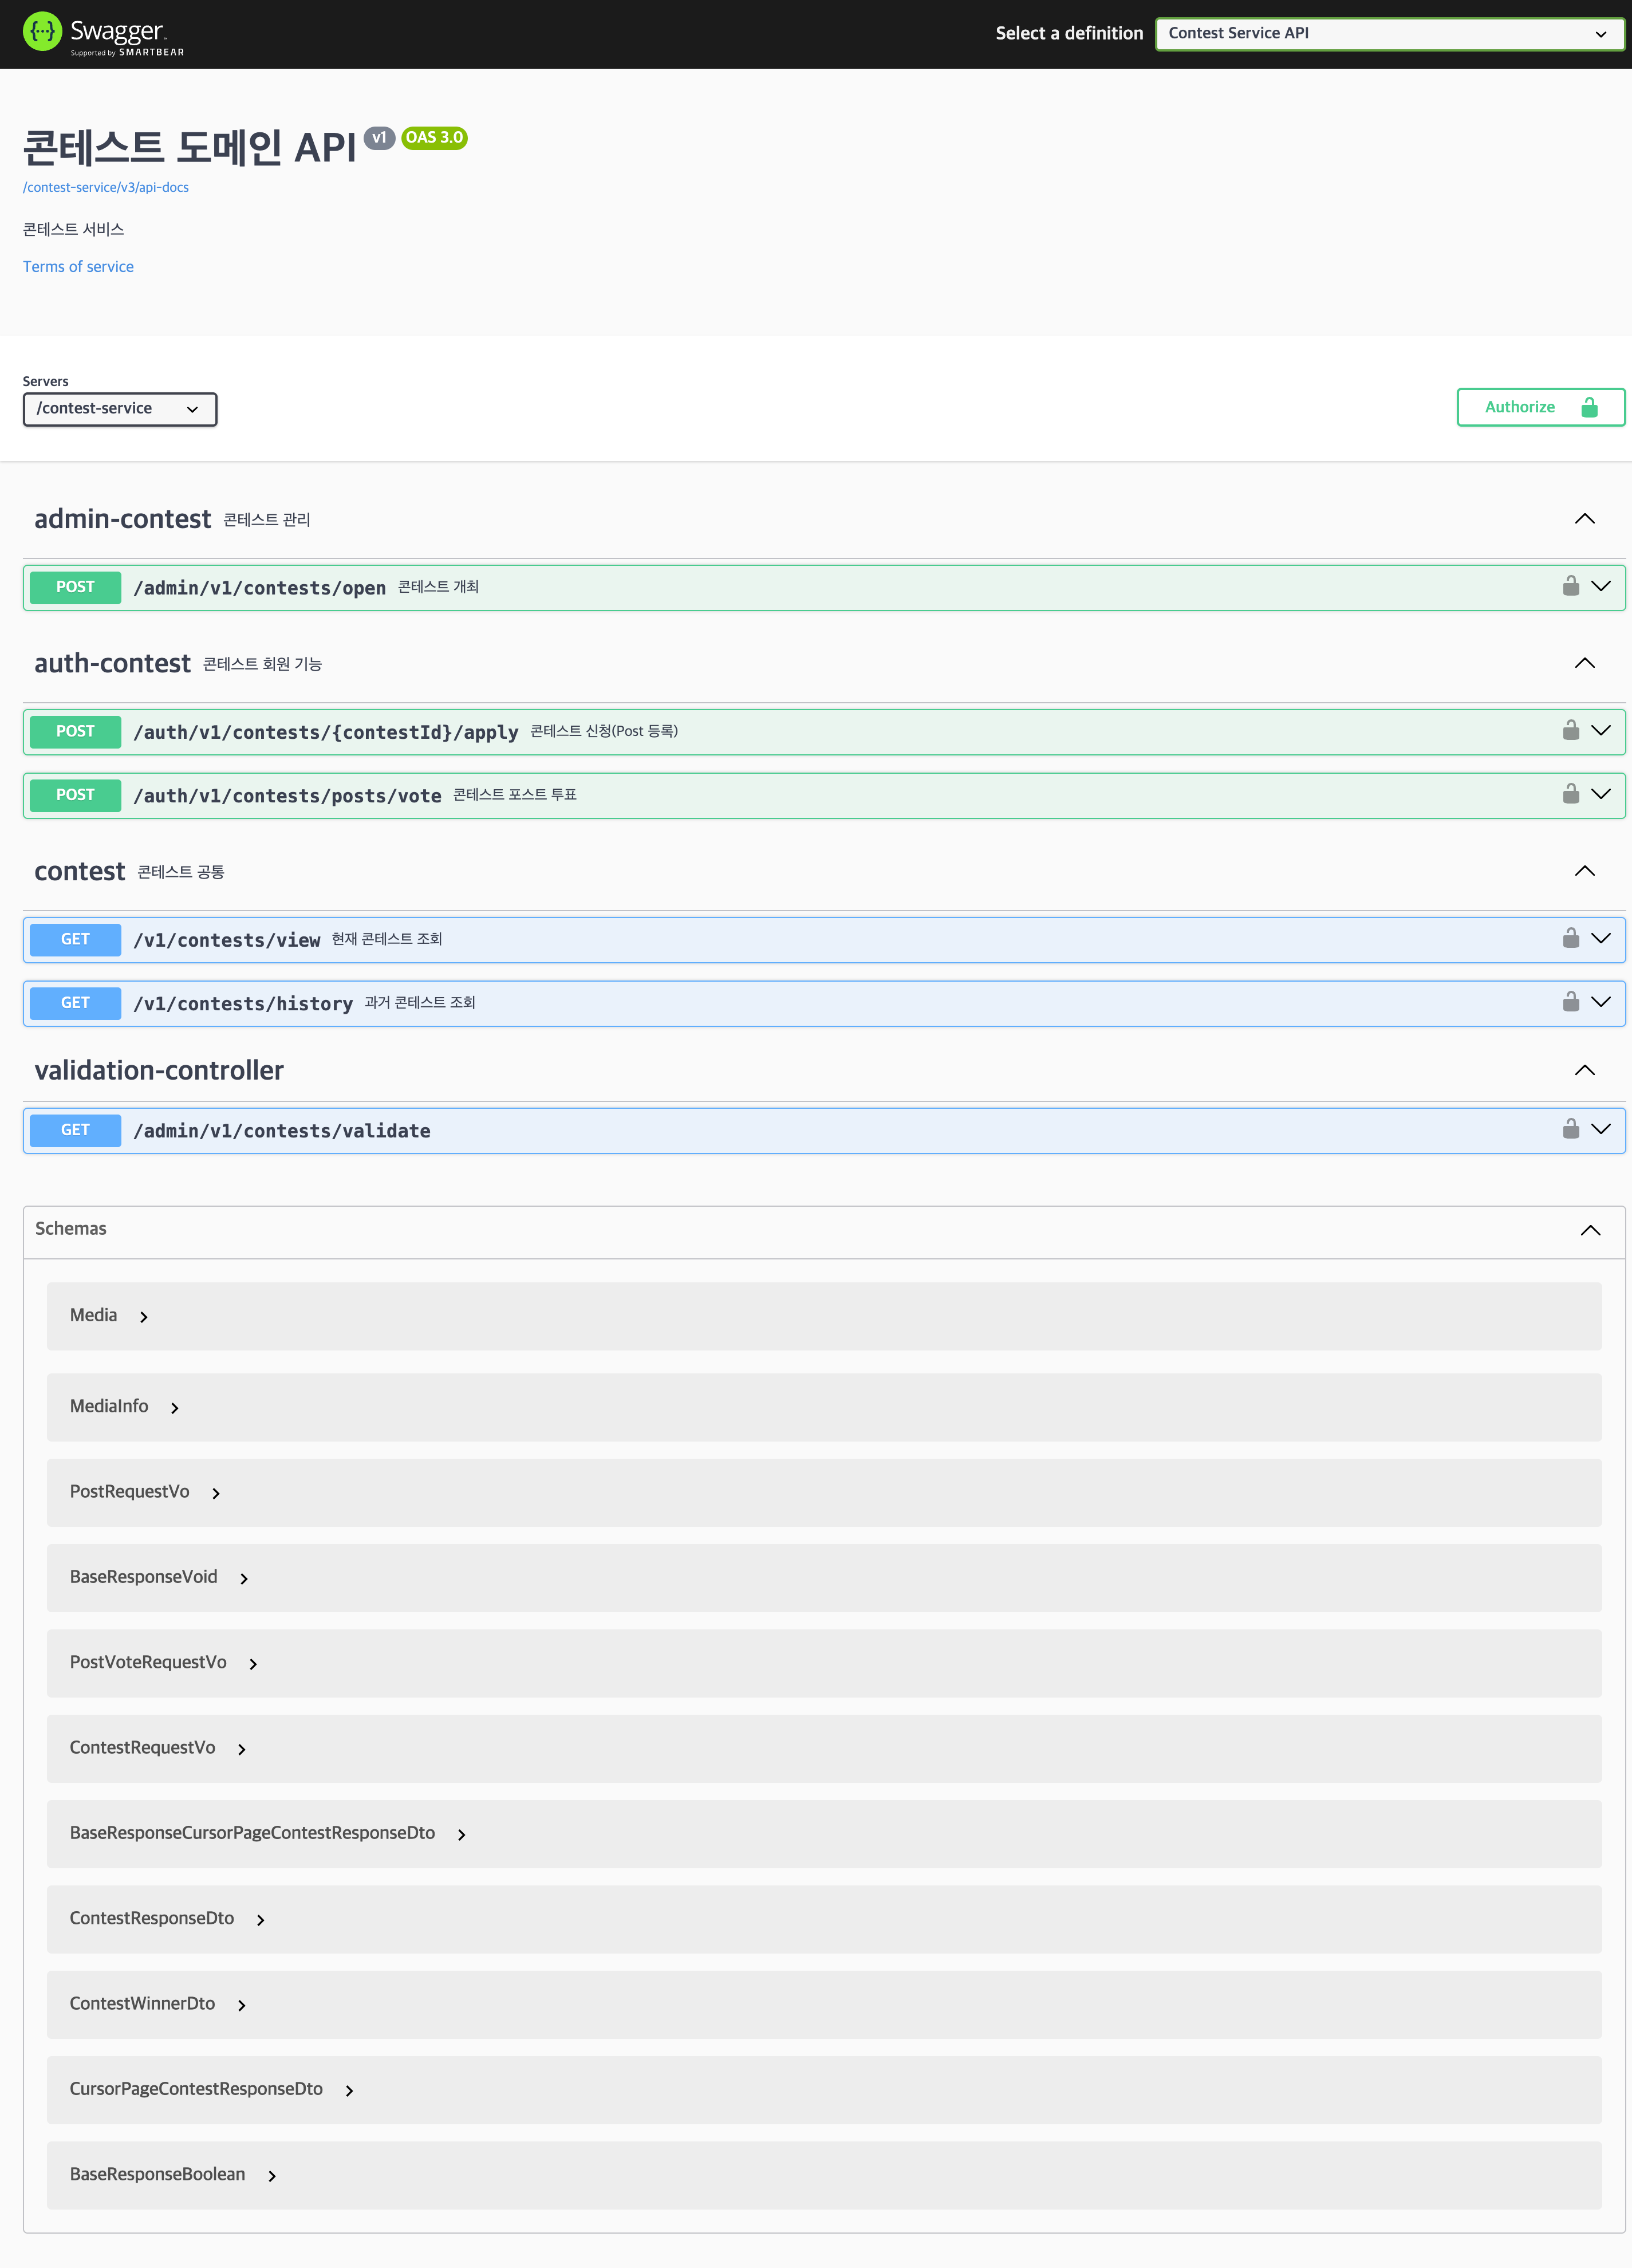 Swagger.
Supported by SMARTBEAR
Select a definition
Contest Service API
콘테스트 도메인 API v1 OAS 3.0
/contest-service/v3/api-docs
콘테스트 서비스
Terms of service
Servers
/contest-service
Authorize
admin-contest 콘테스트 관리
POST /admin/v1/contests/open 콘테스트 개최
auth-contest 콘테스트 회원 기능
POST /auth/v1/contests/{contestId}/apply 콘테스트 신청(Post 등록)
POST /auth/v1/contests/posts/vote 콘테스트 포스트 투표
contest 콘테스트 공통
GET /v1/contests/view 현재 콘테스트 조회
GET /v1/contests/history 과거 콘테스트 조회
validation-controller
GET /admin/v1/contests/validate
Schemas
Media
MediaInfo
PostRequestVo
BaseResponseVoid
PostVoteRequestVo
ContestRequestVo
BaseResponseCursorPageContestResponseDto
ContestResponseDto
ContestWinnerDto
CursorPageContestResponseDto
BaseResponseBoolean